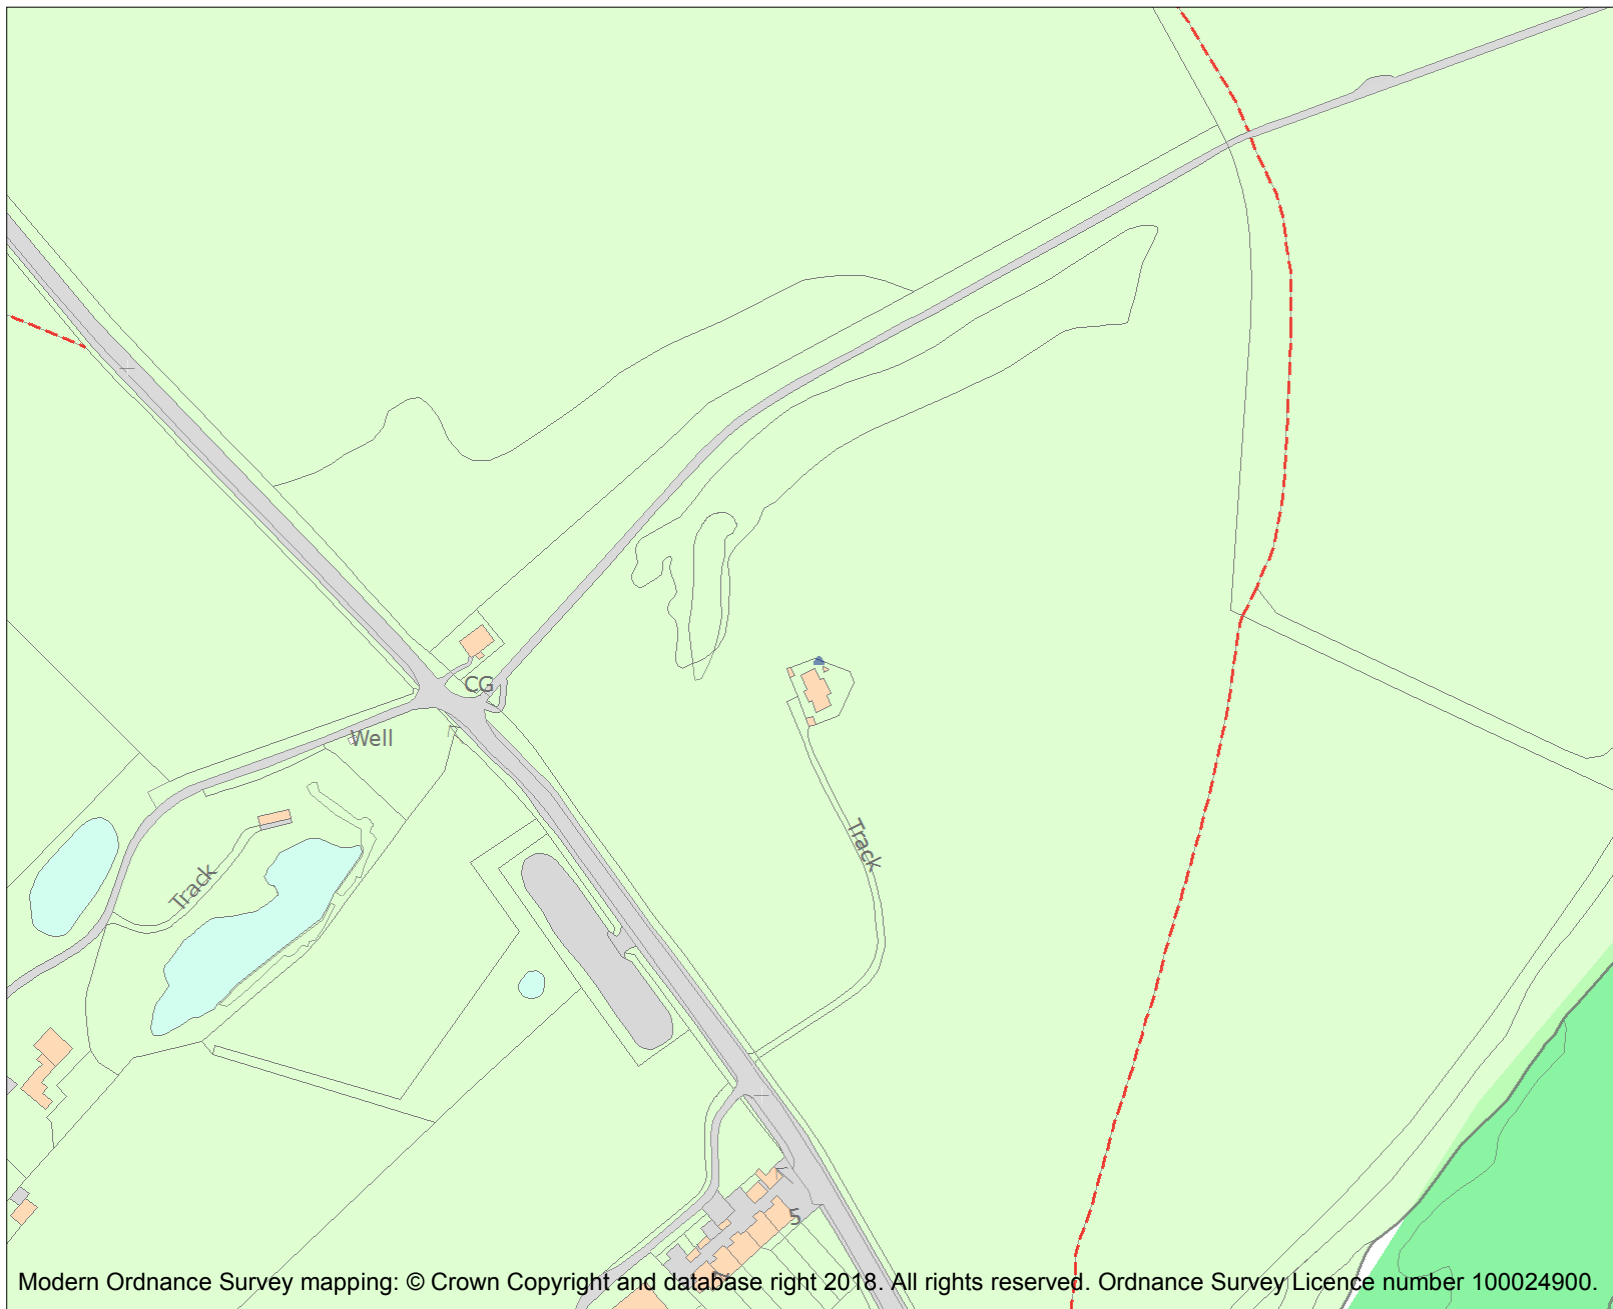 CG
Well
Track
Track
5
Modern Ordnance Survey mapping: © Crown Copyright and database right 2018. All rights reserved. Ordnance Survey Licence number 100024900.